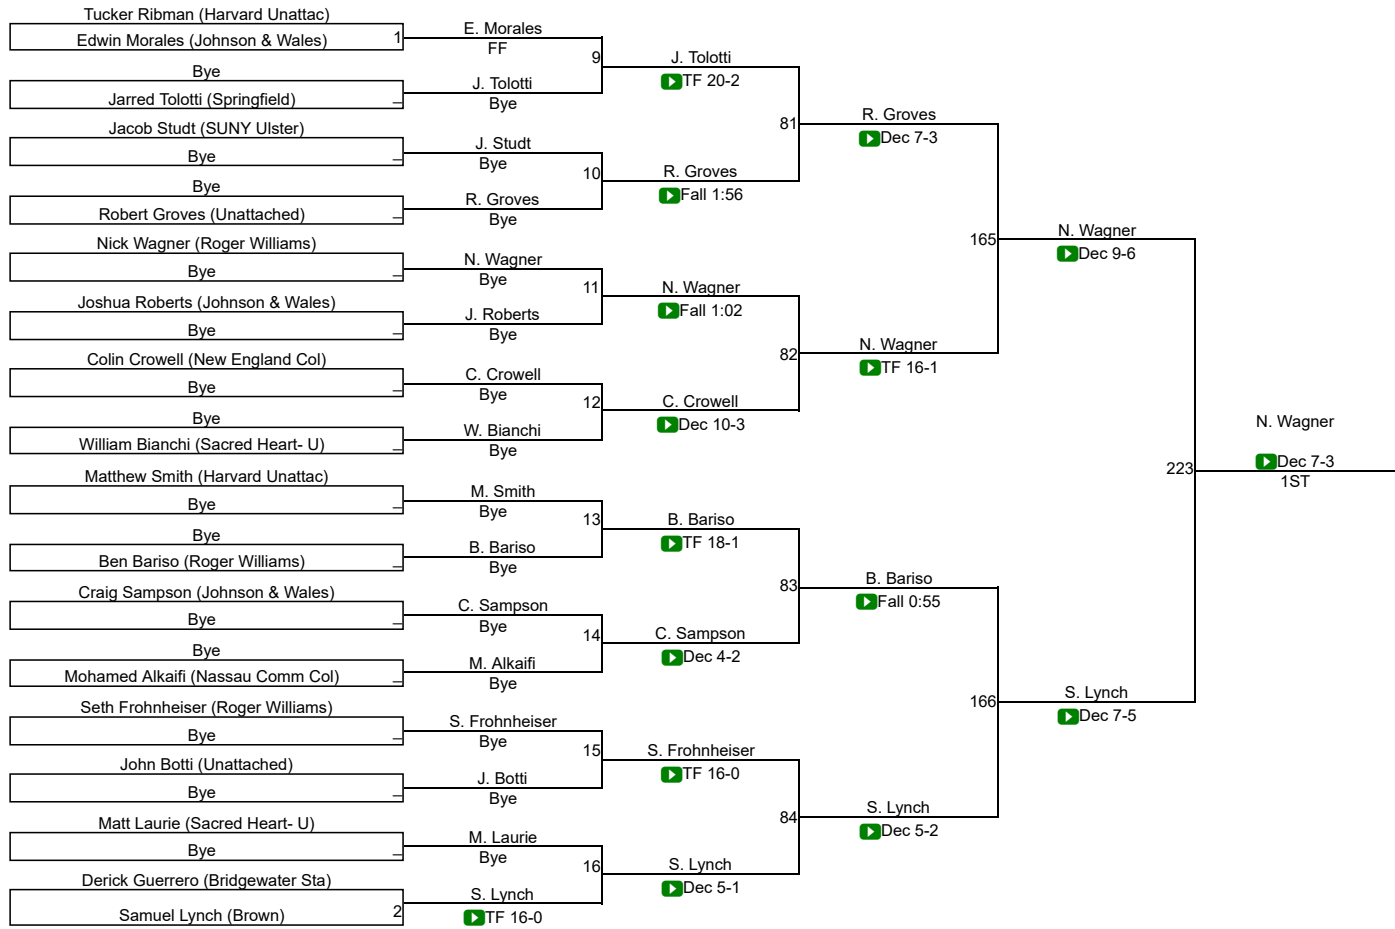 Tucker Ribman (Harvard Unattac)
Edwin Morales (Johnson & Wales)
1
Bye
Jarred Tolotti (Springfield)
_
Jacob Studt (SUNY Ulster)
Bye
_
Bye
Robert Groves (Unattached)
_
Nick Wagner (Roger Williams)
Bye
_
Joshua Roberts (Johnson & Wales)
Bye
_
Colin Crowell (New England Col)
Bye
_
Bye
William Bianchi (Sacred Heart- U)
_
Matthew Smith (Harvard Unattac)
Bye
_
Bye
Ben Bariso (Roger Williams)
_
Craig Sampson (Johnson & Wales)
Bye
_
Bye
Mohamed Alkaifi (Nassau Comm Col)
_
Seth Frohnheiser (Roger Williams)
Bye
_
John Botti (Unattached)
Bye
_
Matt Laurie (Sacred Heart- U)
Bye
_
Derick Guerrero (Bridgewater Sta)
Samuel Lynch (Brown)
2
E. Morales
FF
9
J. Tolotti
Bye
J. Studt
Bye
10
R. Groves
Bye
N. Wagner
Bye
11
J. Roberts
Bye
C. Crowell
Bye
12
W. Bianchi
Bye
M. Smith
Bye
13
B. Bariso
Bye
C. Sampson
Bye
14
M. Alkaifi
Bye
S. Frohnheiser
Bye
15
J. Botti
Bye
M. Laurie
Bye
16
S. Lynch
TF 16-0
J. Tolotti
TF 20-2
81
R. Groves
Fall 1:56
N. Wagner
Fall 1:02
82
C. Crowell
Dec 10-3
B. Bariso
TF 18-1
83
C. Sampson
Dec 4-2
S. Frohnheiser
TF 16-0
84
S. Lynch
Dec 5-1
R. Groves
Dec 7-3
165
N. Wagner
TF 16-1
B. Bariso
Fall 0:55
166
S. Lynch
Dec 5-2
N. Wagner
Dec 9-6
223
S. Lynch
Dec 7-5
N. Wagner
Dec 7-3
1ST